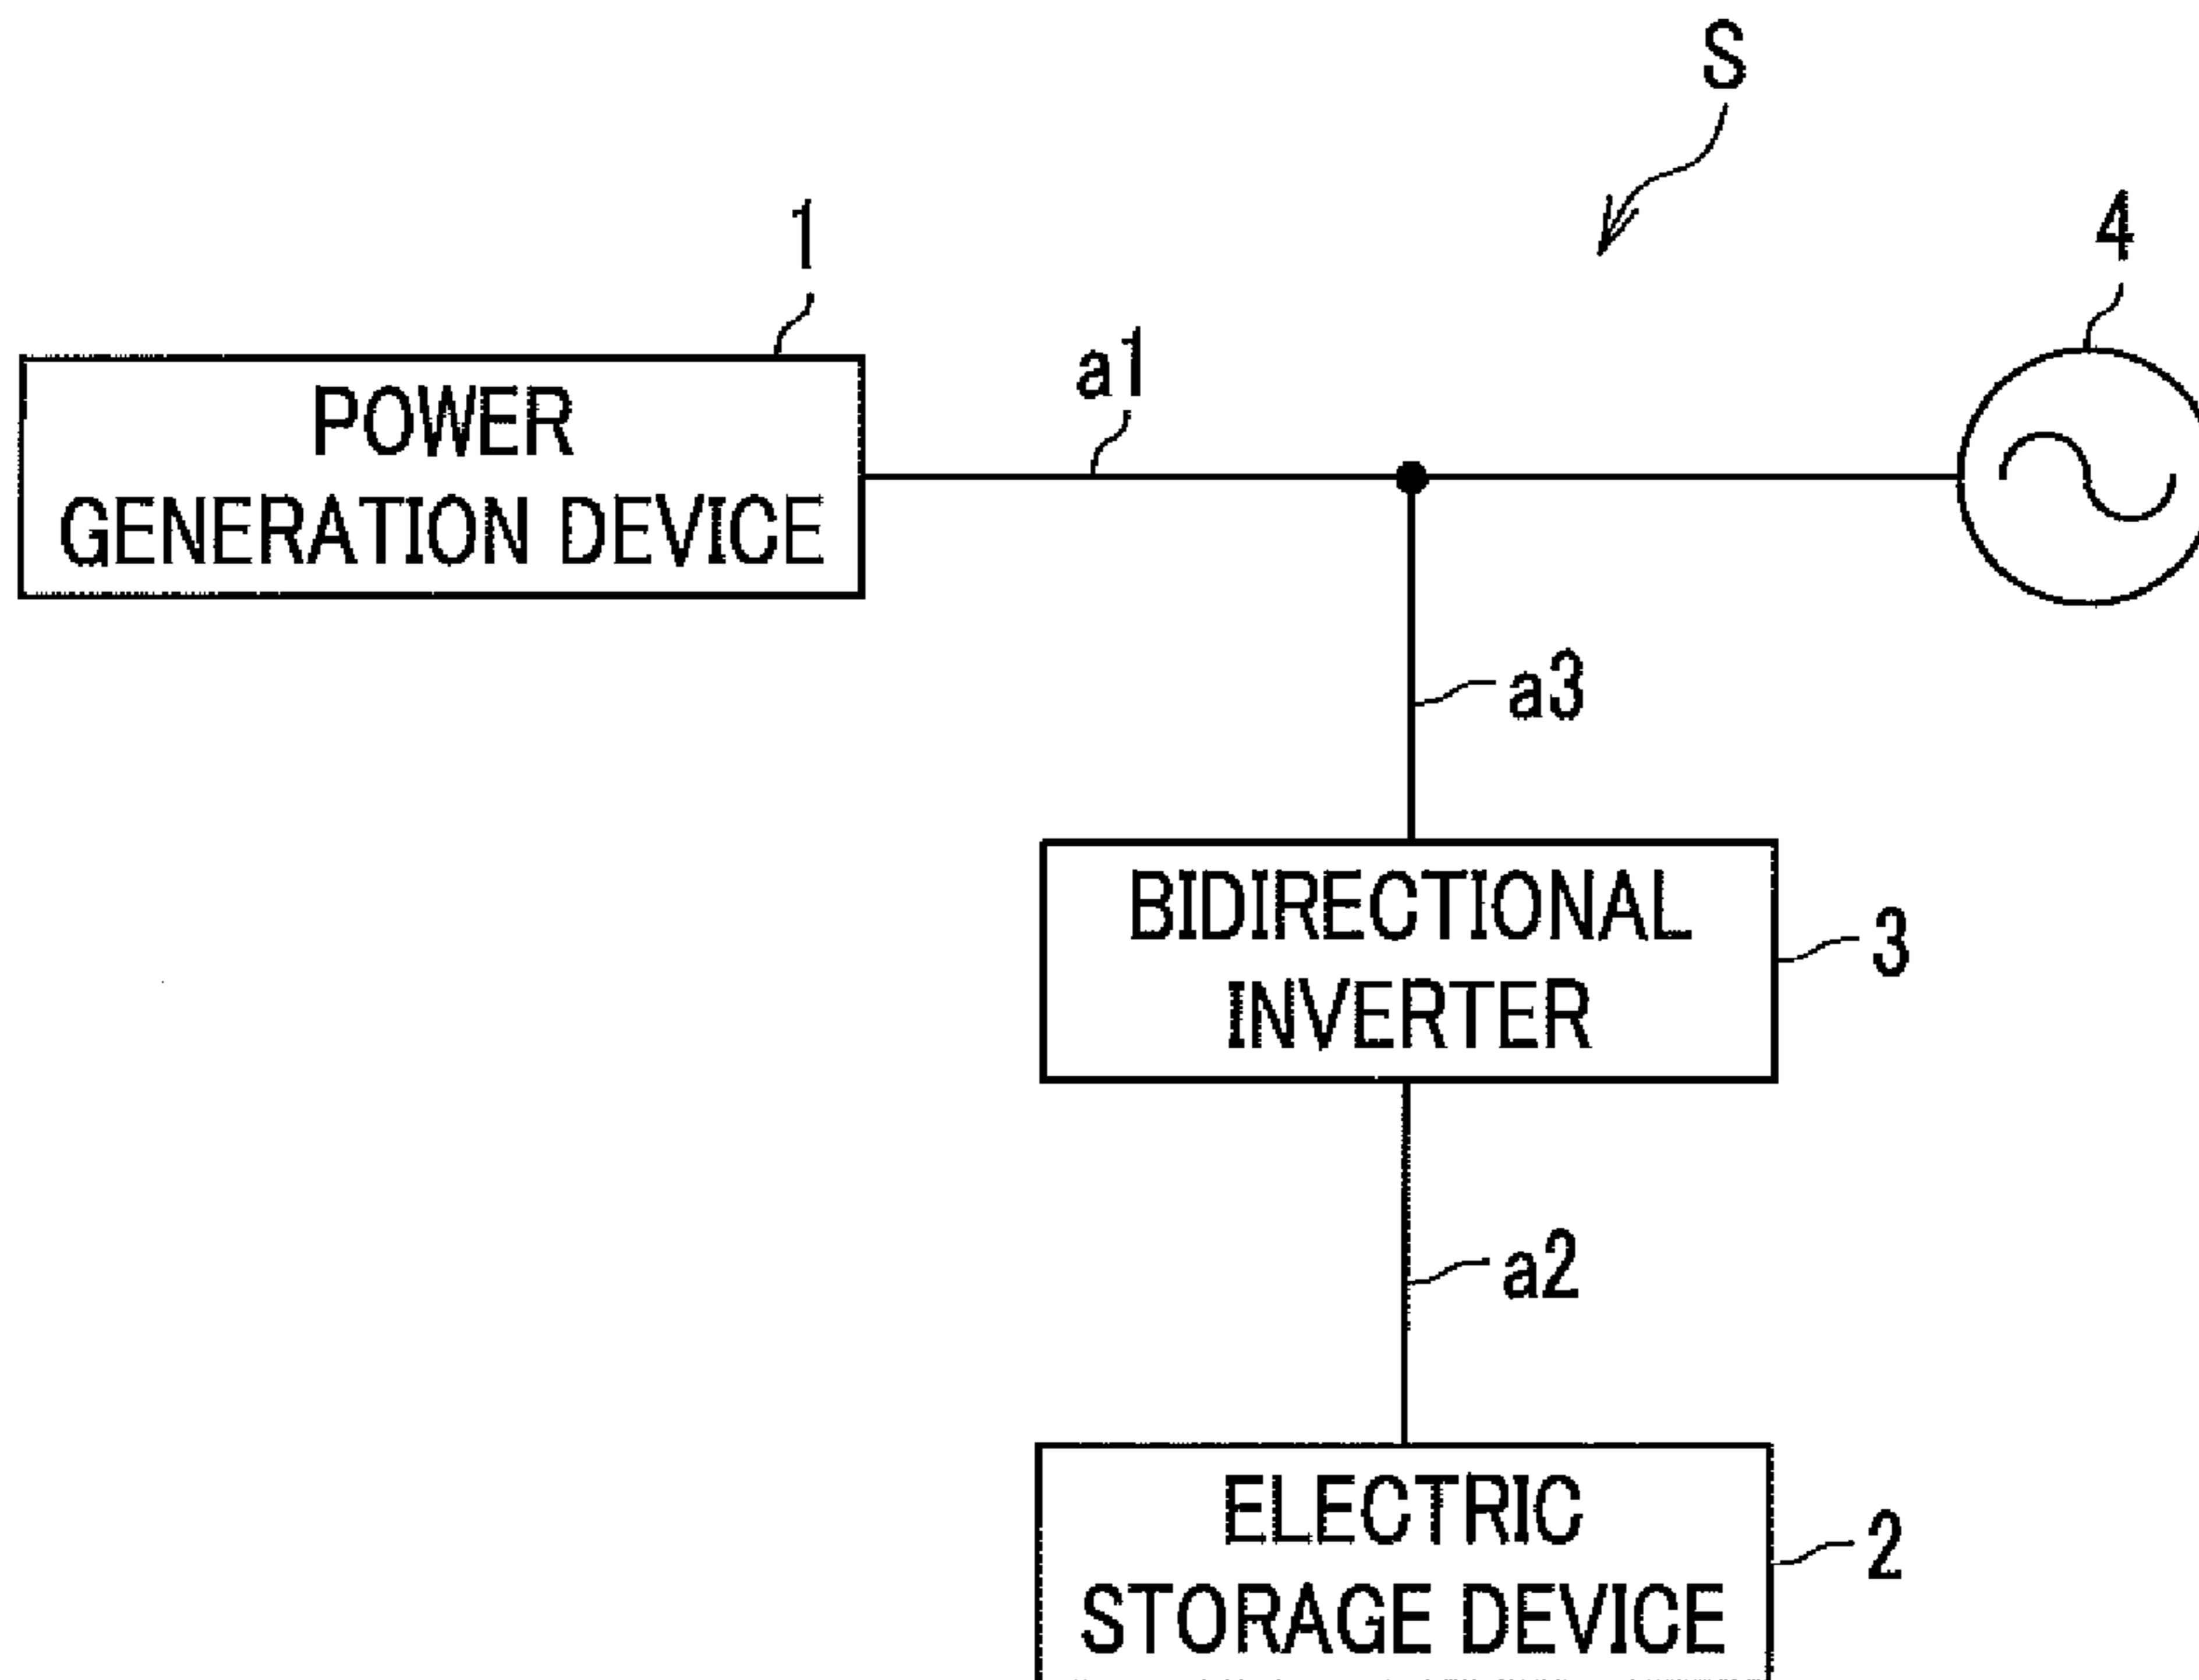 S
1
4
a1
POWER
GENERATION DEVICE
a3
BIDIRECTIONAL
INVERTER
3
a2
ELECTRIC
STORAGE DEVICE
2